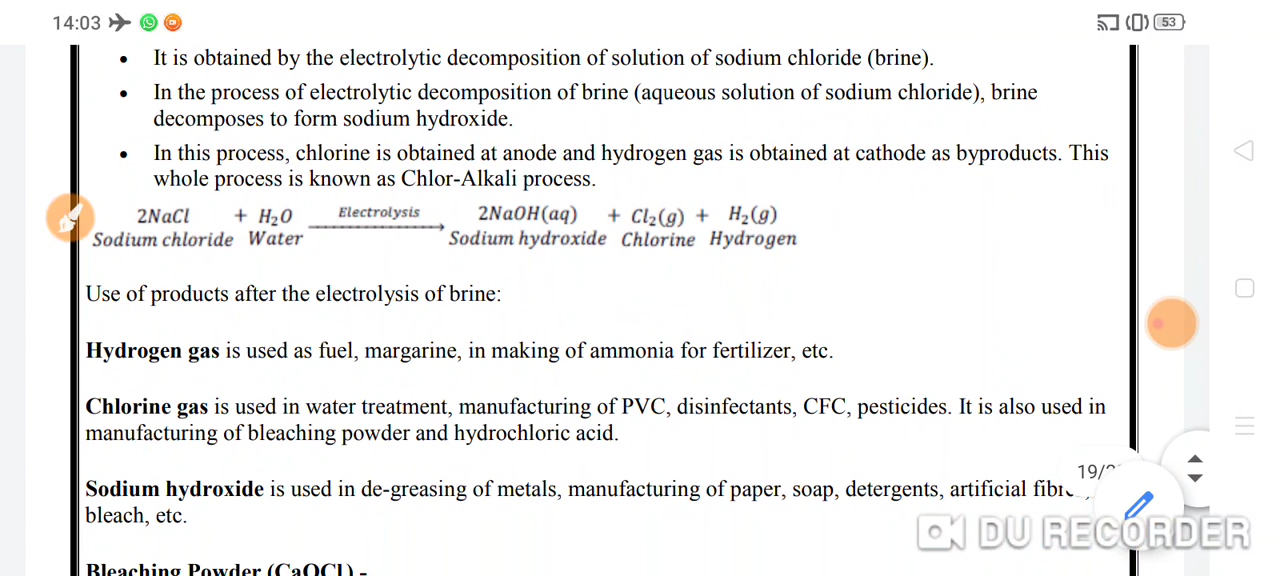 14:03
53
• It is obtained by the electrolytic decomposition of solution of sodium chloride (brine).
• In the process of electrolytic decomposition of brine (aqueous solution of sodium chloride), brine
decomposes to form sodium hydroxide.
• In this process, chlorine is obtained at anode and hydrogen gas is obtained at cathode as byproducts. This
whole process is known as Chlor-Alkali process.
2NaCl + H₂O Electrolysis 2NaOH(aq) + Cl₂(g) + H₂(g)
Sodium chloride Water Sodium hydroxide Chlorine Hydrogen
Use of products after the electrolysis of brine:
Hydrogen gas is used as fuel, margarine, in making of ammonia for fertilizer, etc.
Chlorine gas is used in water treatment, manufacturing of PVC, disinfectants, CFC, pesticides. It is also used in
manufacturing of bleaching powder and hydrochloric acid.
19/
Sodium hydroxide is used in de-greasing of metals, manufacturing of paper, soap, detergents, artificial
bleach, etc.
DU RECORDER
Bleaching Powder (CaOCl) -